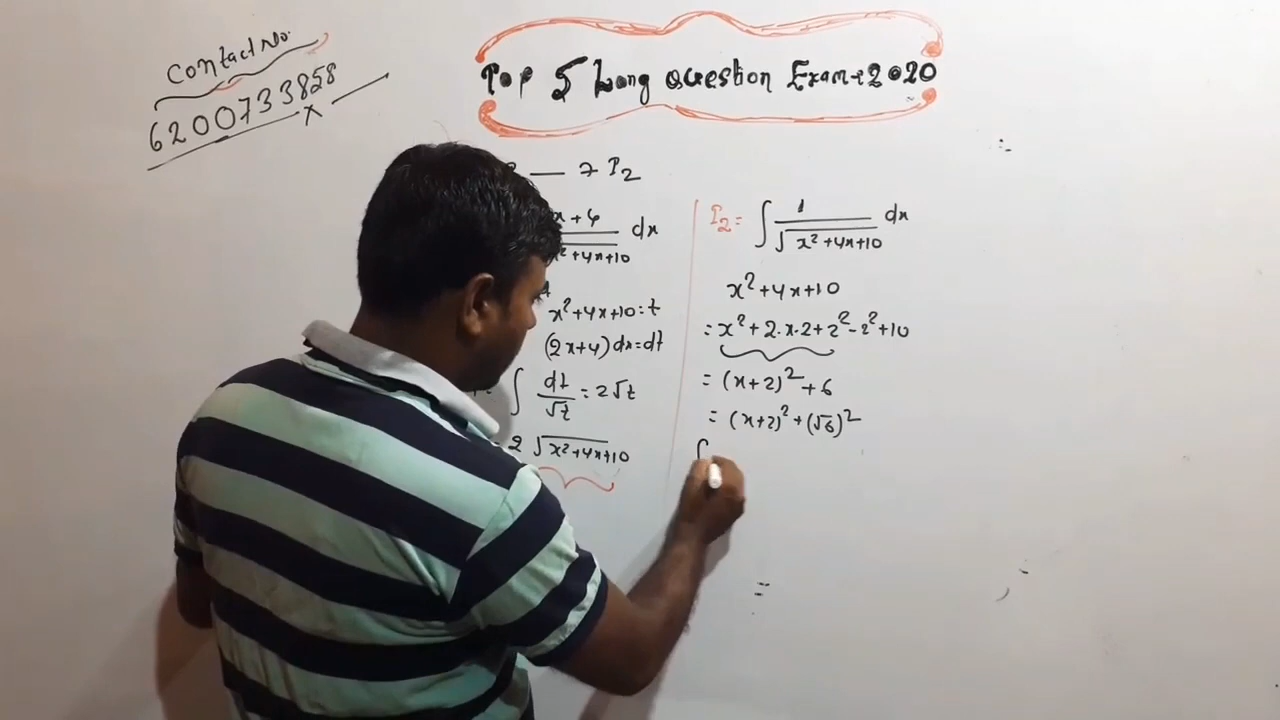 Contact No.
6200733858
Top 5 Long Question Exam-2020
— 7 I₂
x+4
dx
x²+4x+10
x²+4x+10=t
(2x+4)dx=dt
∫ dt/√t = 2√t
2 √x²+4x+10
I₂ = ∫ 1/√x²+4x+10 dx
x²+4x+10
= x²+2.x.2+2²-2²+10
= (x+2)²+6
= (x+2)²+(√6)²
∫